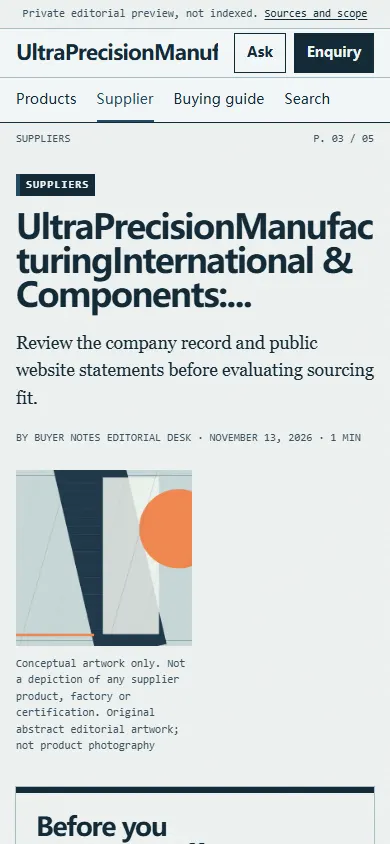 Private editorial preview, not indexed. Sources and scope
UltraPrecisionManuf
Ask
Enquiry
Products
Supplier
Buying guide
Search
SUPPLIERS
P. 03 / 05
SUPPLIERS
UltraPrecisionManufac
turingInternational &
Components:...
Review the company record and public
website statements before evaluating sourcing
fit.
BY BUYER NOTES EDITORIAL DESK · NOVEMBER 13, 2026 · 1 MIN
Conceptual artwork only. Not
a depiction of any supplier
product, factory or
certification. Original
abstract editorial artwork;
not product photography
Before you